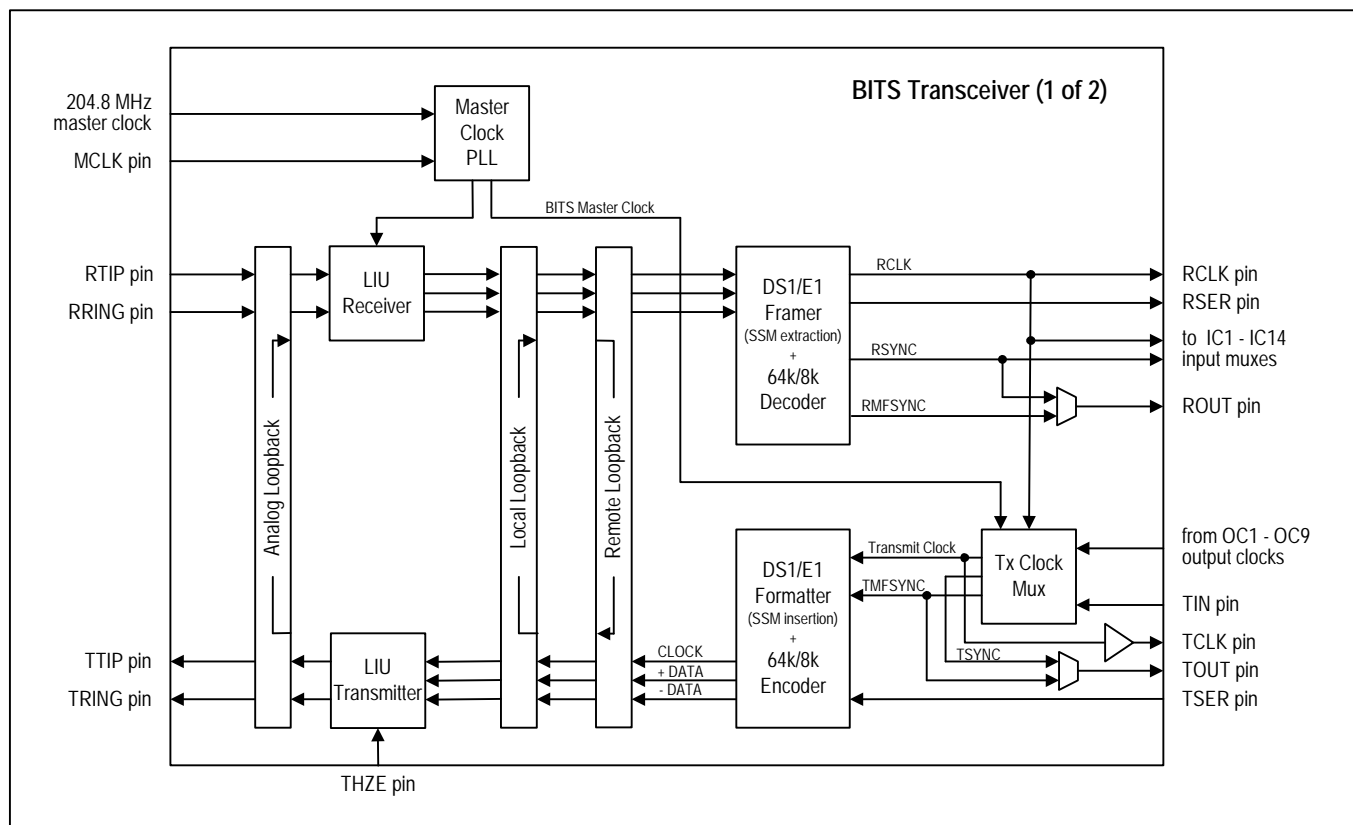 BITS Transceiver (1 of 2)
204.8 MHz
master clock
MCLK pin
Master
Clock
PLL
BITS Master Clock
RTIP pin
RRING pin
LIU
Receiver
DS1/E1
Framer
(SSM extraction)
+
64k/8k
Decoder
RCLK
RSYNC
RMFSYNC
RCLK pin
RSER pin
to IC1 - IC14
input muxes
ROUT pin
Analog Loopback
Local Loopback
Remote Loopback
Transmit Clock
TMFSYNC
Tx Clock
Mux
from OC1 - OC9
output clocks
TIN pin
TCLK pin
TSYNC
TOUT pin
TSER pin
DS1/E1
Formatter
(SSM insertion)
+
64k/8k
Encoder
CLOCK
+ DATA
- DATA
LIU
Transmitter
TTIP pin
TRING pin
THZE pin